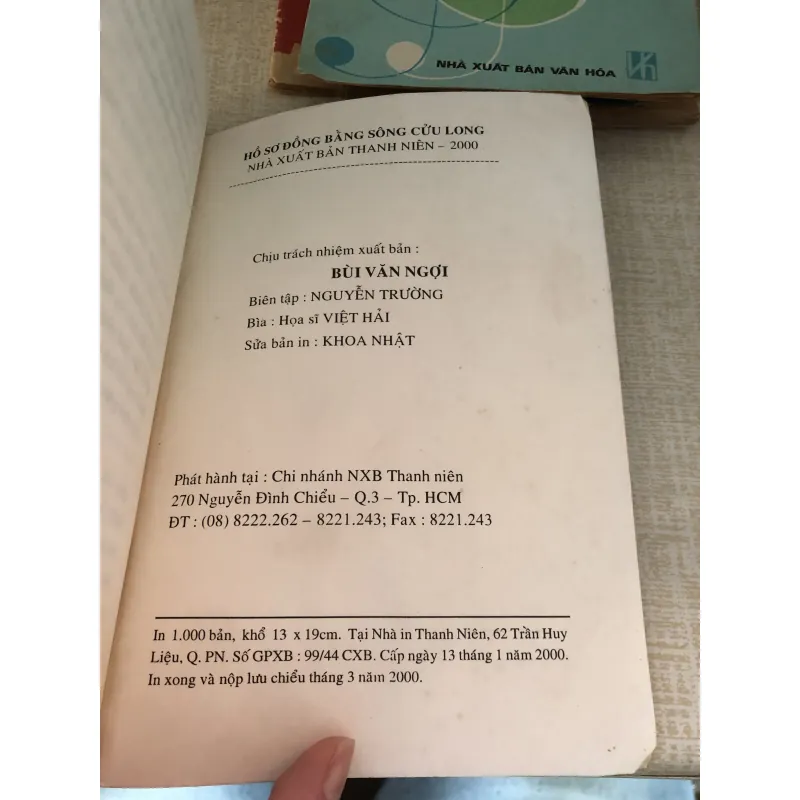 NHÀ XUẤT BẢN VĂN HÓA
HỒ SƠ ĐỒNG BẰNG SÔNG CỬU LONG
NHÀ XUẤT BẢN THANH NIÊN – 2000
Chịu trách nhiệm xuất bản :
BÙI VĂN NGỢI
Biên tập : NGUYỄN TRƯỜNG
Bìa : Họa sĩ VIỆT HẢI
Sửa bản in : KHOA NHẬT
Phát hành tại : Chi nhánh NXB Thanh niên
270 Nguyễn Đình Chiểu – Q.3 – Tp. HCM
ĐT : (08) 8222.262 – 8221.243; Fax : 8221.243
In 1.000 bản, khổ 13 x 19cm. Tại Nhà in Thanh Niên, 62 Trần Huy
Liệu, Q. PN. Số GPXB : 99/44 CXB. Cấp ngày 13 tháng 1 năm 2000.
In xong và nộp lưu chiểu tháng 3 năm 2000.